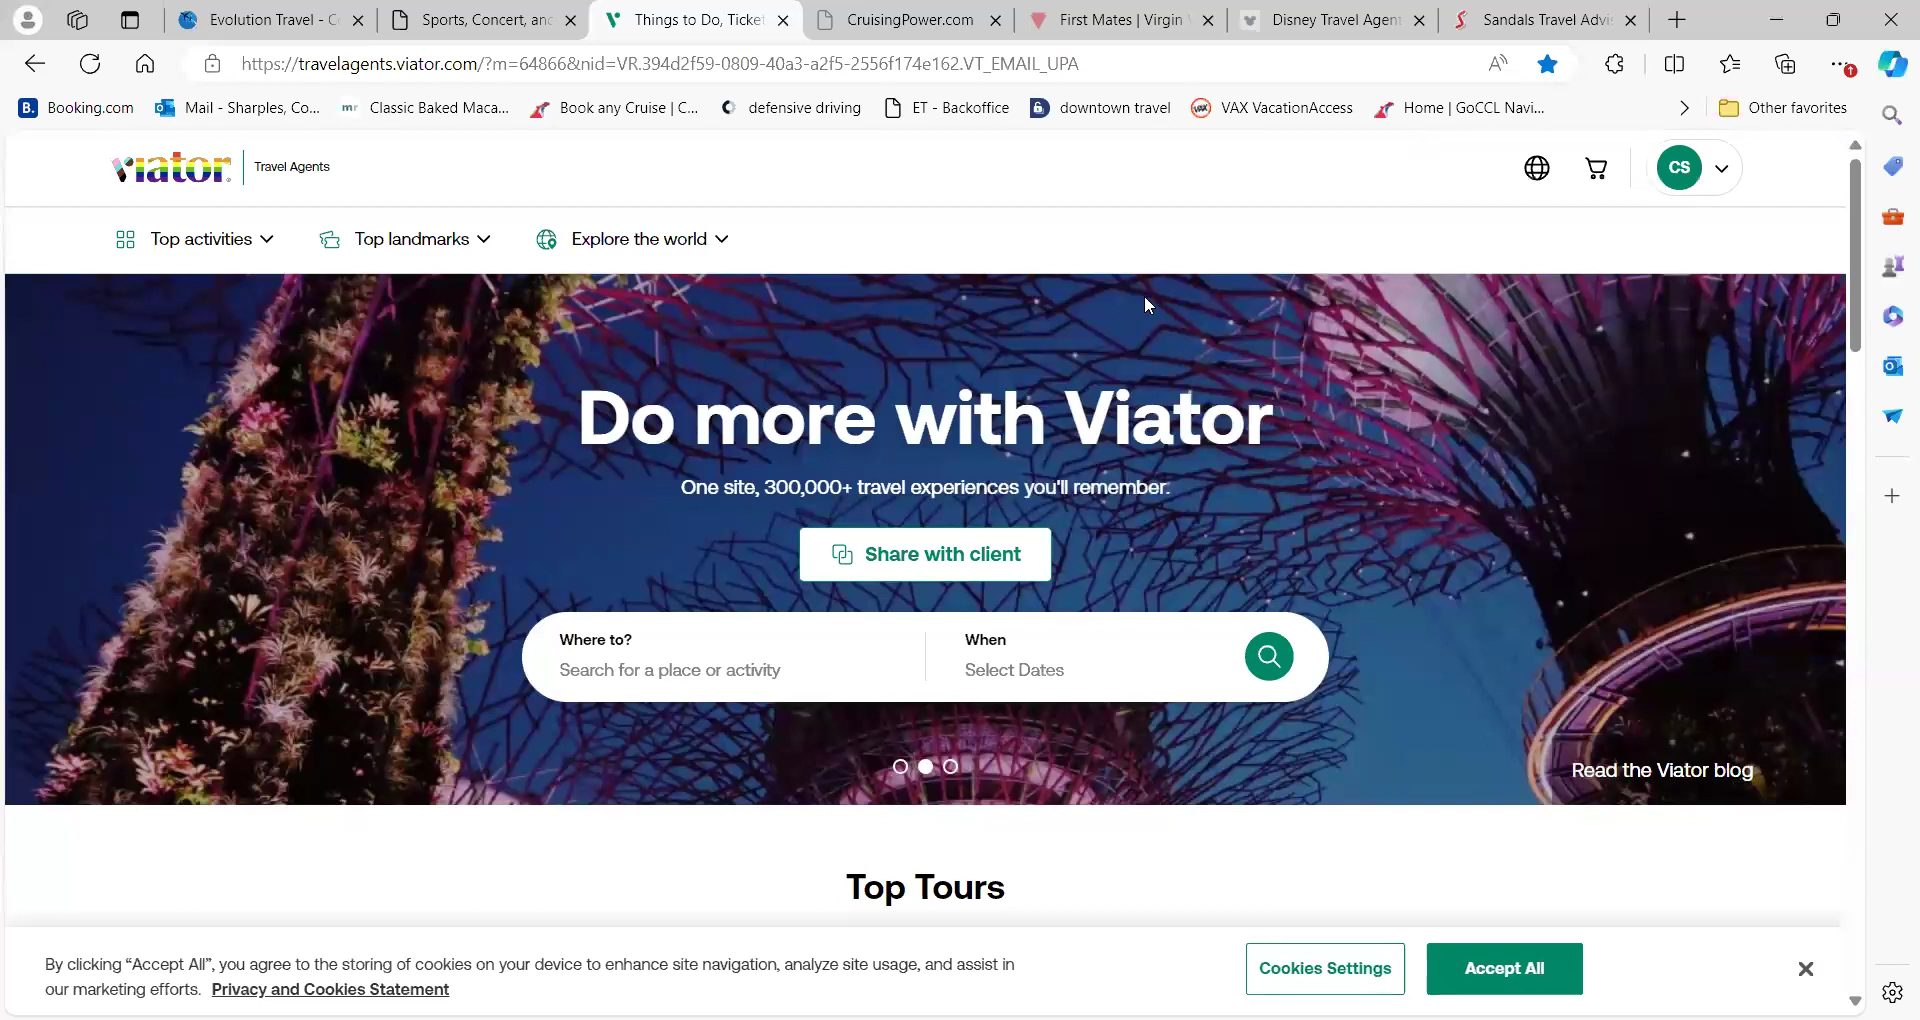 Evolution Travel - C
Sports, Concert, an
Things to Do, Ticket
CruisingPower.com
First Mates | Virgin
Disney Travel Agen
Sandals Travel Advi
https://travelagents.viator.com/?m=64866&nid=VR.394d2f59-0809-40a3-a2f5-2556f174e162.VT_EMAIL_UPA
B. Booking.com
Mail - Sharples, Co...
mr Classic Baked Maca...
Book any Cruise | C...
defensive driving
ET - Backoffice
downtown travel
VAX VacationAccess
Home | GoCCL Navi...
Other favorites
viator
Travel Agents
CS
Top activities
Top landmarks
Explore the world
Do more with Viator
One site, 300,000+ travel experiences you'll remember.
Share with client
Where to?
Search for a place or activity
When
Select Dates
Read the Viator blog
Top Tours
By clicking “Accept All”, you agree to the storing of cookies on your device to enhance site navigation, analyze site usage, and assist in
our marketing efforts. Privacy and Cookies Statement
Cookies Settings
Accept All